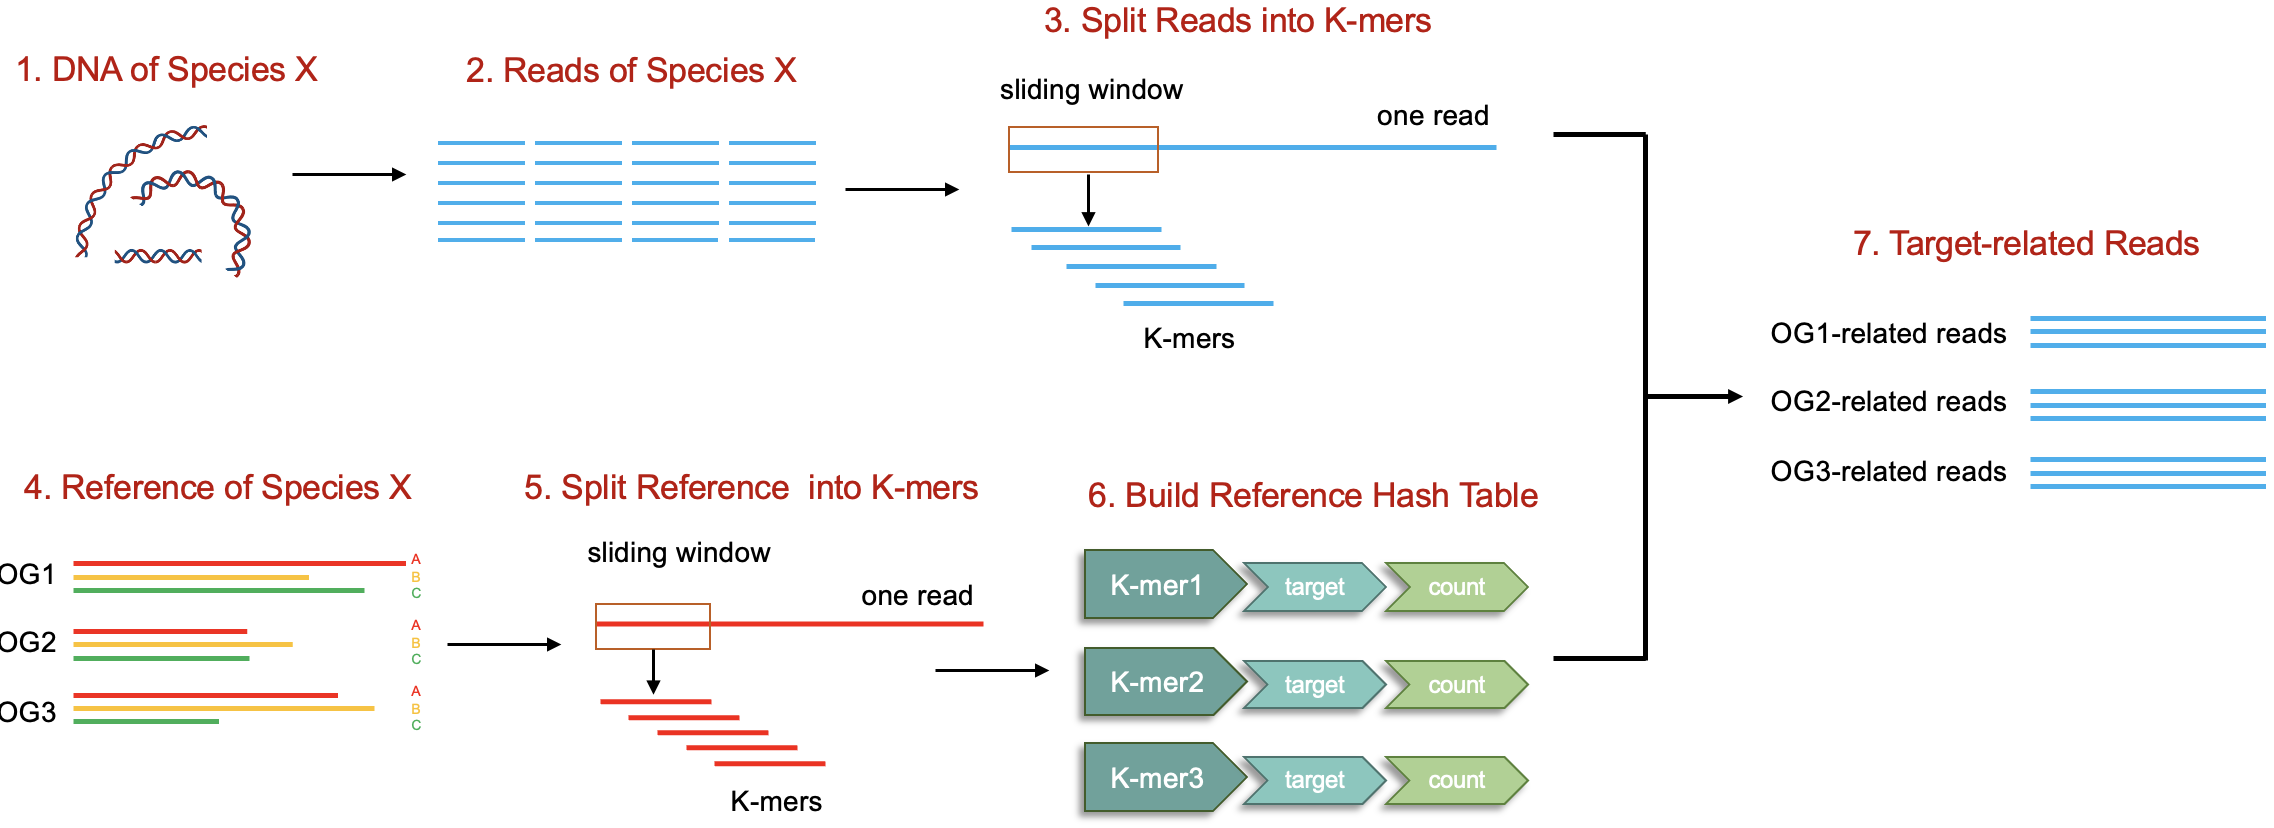 1. DNA of Species X
2. Reads of Species X
3. Split Reads into K-mers
sliding window
one read
K-mers
4. Reference of Species X
OG1
A
B
C
OG2
A
B
C
OG3
A
B
C
5. Split Reference  into K-mers
sliding window
one read
K-mers
6. Build Reference Hash Table
K-mer1 target count
K-mer2 target count
K-mer3 target count
7. Target-related Reads
OG1-related reads
OG2-related reads
OG3-related reads